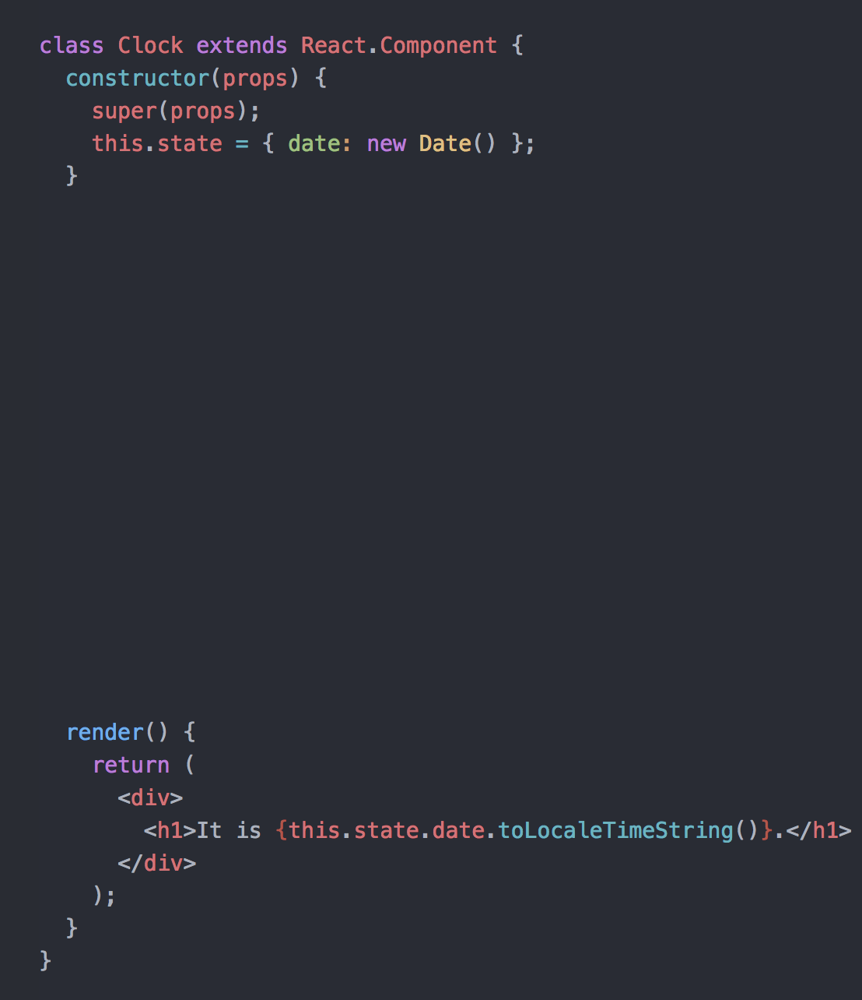 class Clock extends React.Component {
  constructor(props) {
    super(props);
    this.state = { date: new Date() };
  }
  render() {
    return (
      <div>
        <h1>It is {this.state.date.toLocaleTimeString()}.</h1>
      </div>
    );
  }
}